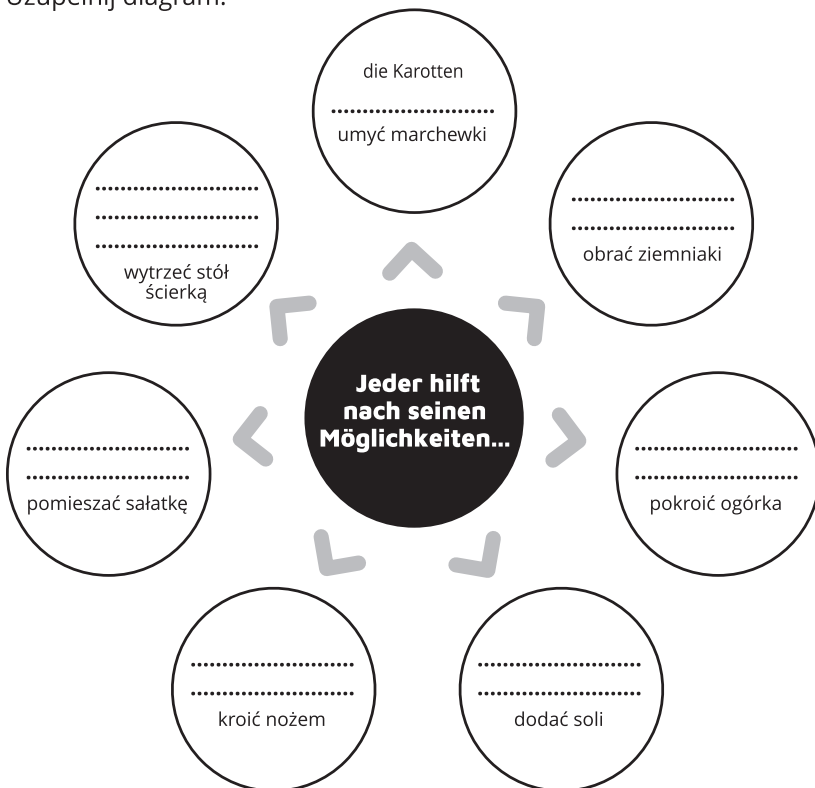 Uzupełnij diagram.
die Karotten
..........................
umyć marchewki
..........................
..........................
obrać ziemniaki
..........................
..........................
pokroić ogórka
..........................
..........................
dodać soli
..........................
..........................
kroić nożem
..........................
..........................
pomieszać sałatkę
..........................
..........................
..........................
wytrzeć stół
ścierką
Jeder hilft
nach seinen
Möglichkeiten...